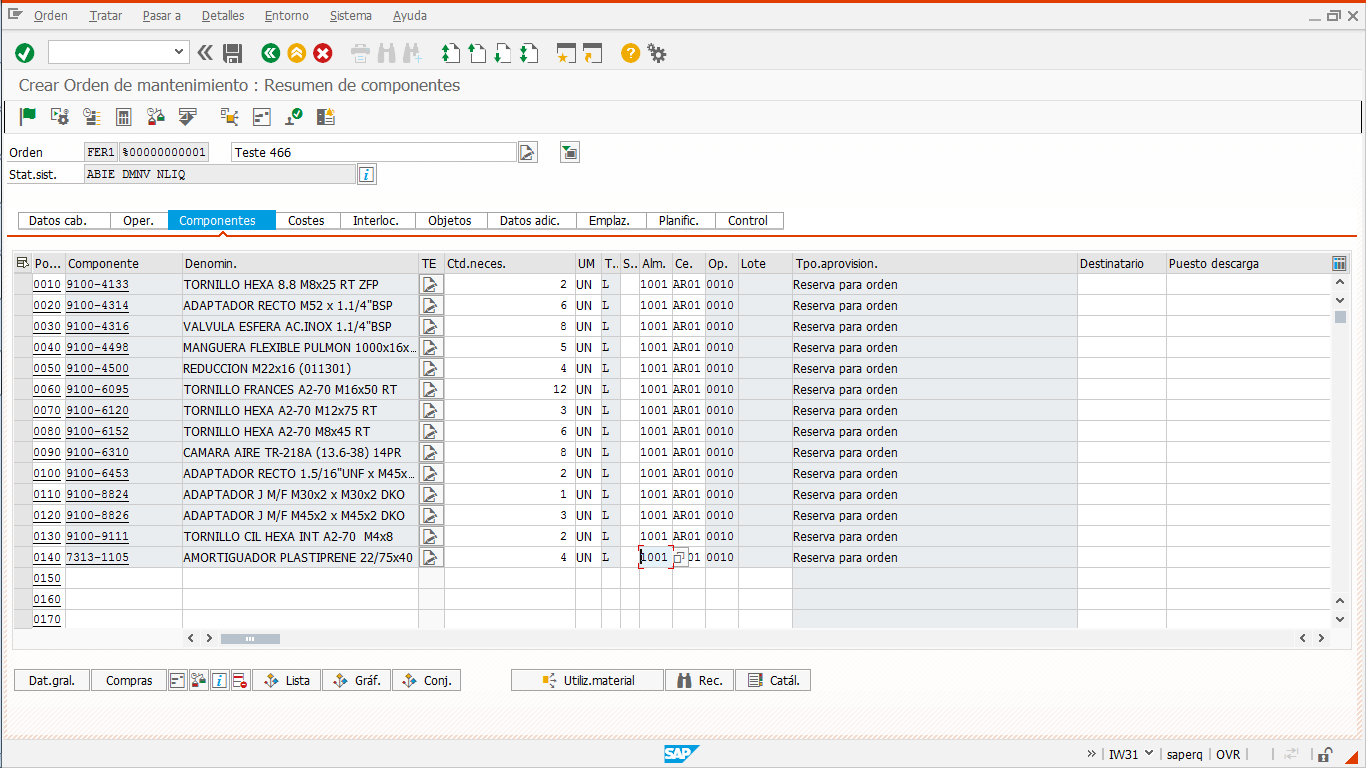 Orden Tratar Pasar a Detalles Entorno Sistema Ayuda
Crear Orden de mantenimiento : Resumen de componentes
Orden FER1 %00000000001 Teste 466
Stat.sist. ABIE DMNV NLIQ
Datos cab. Oper. Componentes Costes Interloc. Objetos Datos adic. Emplaz. Planific. Control
Po... Componente Denomin. TE Ctd.neces. UM T.. S.. Alm. Ce. Op. Lote Tpo.aprovision. Destinatario Puesto descarga
0010 9100-4133 TORNILLO HEXA 8.8 M8x25 RT ZFP 2 UN L 1001 AR01 0010 Reserva para orden
0020 9100-4314 ADAPTADOR RECTO M52 x 1.1/4"BSP 6 UN L 1001 AR01 0010 Reserva para orden
0030 9100-4316 VALVULA ESFERA AC.INOX 1.1/4"BSP 8 UN L 1001 AR01 0010 Reserva para orden
0040 9100-4498 MANGUERA FLEXIBLE PULMON 1000x16x... 5 UN L 1001 AR01 0010 Reserva para orden
0050 9100-4500 REDUCCION M22x16 (011301) 4 UN L 1001 AR01 0010 Reserva para orden
0060 9100-6095 TORNILLO FRANCES A2-70 M16x50 RT 12 UN L 1001 AR01 0010 Reserva para orden
0070 9100-6120 TORNILLO HEXA A2-70 M12x75 RT 3 UN L 1001 AR01 0010 Reserva para orden
0080 9100-6152 TORNILLO HEXA A2-70 M8x45 RT 6 UN L 1001 AR01 0010 Reserva para orden
0090 9100-6310 CAMARA AIRE TR-218A (13.6-38) 14PR 8 UN L 1001 AR01 0010 Reserva para orden
0100 9100-6453 ADAPTADOR RECTO 1.5/16"UNF x M45x... 2 UN L 1001 AR01 0010 Reserva para orden
0110 9100-8824 ADAPTADOR J M/F M30x2 x M30x2 DKO 1 UN L 1001 AR01 0010 Reserva para orden
0120 9100-8826 ADAPTADOR J M/F M45x2 x M45x2 DKO 3 UN L 1001 AR01 0010 Reserva para orden
0130 9100-9111 TORNILLO CIL HEXA INT A2-70 M4x8 2 UN L 1001 AR01 0010 Reserva para orden
0140 7313-1105 AMORTIGUADOR PLASTIPRENE 22/75x40 4 UN L 1001 01 0010 Reserva para orden
0150
0160
0170
Dat.gral. Compras Lista Gráf. Conj. Utiliz.material Rec. Catál.
SAP IW31 saperq OVR